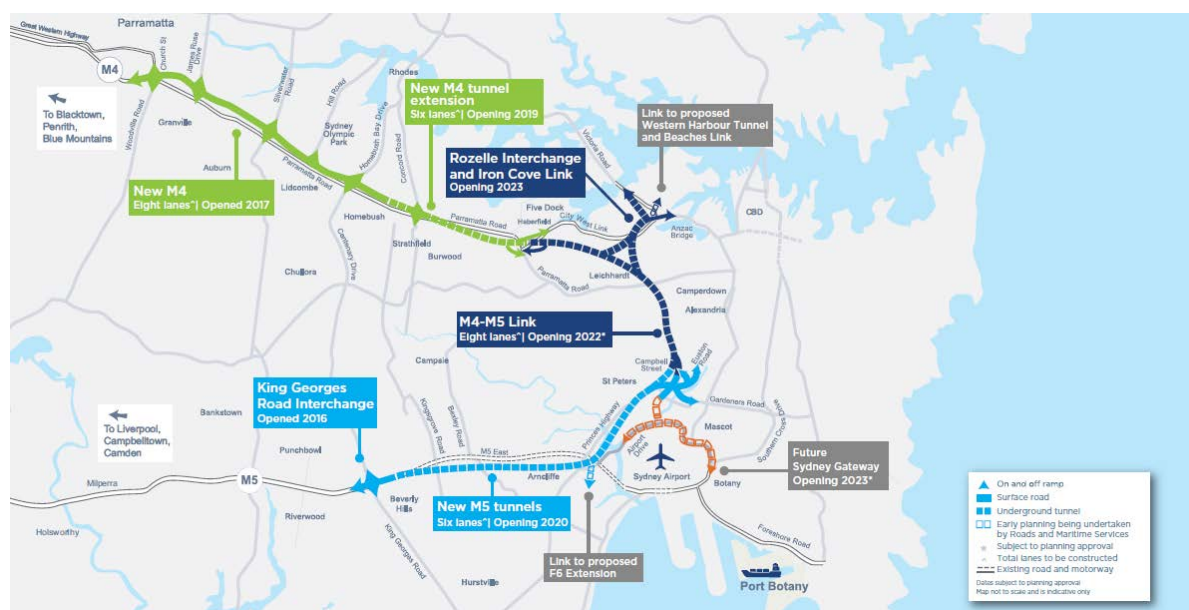 Parramatta
Great Western Highway
Church St
James Ruse
Drive
M4
To Blacktown,
Penrith,
Blue Mountains
Woodville Road
Granville
Silverwater
Road
Hill Road
Rhodes
Sydney
Olympic
Park
Homebush Bay Drive
Concord Road
Auburn
Lidcombe
Parramatta Road
New M4
Eight lanes^| Opened 2017
New M4 tunnel
extension
Six lanes^| Opening 2019
Homebush
Strathfield
Burwood
Centenary Drive
Chullora
Parramatta Road
Five Dock
Haberfield
City West Link
Parramatta Road
Leichhardt
Rozelle Interchange
and Iron Cove Link
Opening 2023
Victoria Road
Link to proposed
Western Harbour Tunnel
and Beaches Link
CBD
Anzac
Bridge
Camperdown
Alexandria
M4-M5 Link
Eight lanes^| Opening 2022*
Campbell
Street
Euston
Road
St Peters
Campsie
King Georges
Road Interchange
Opened 2016
To Liverpool,
Campbelltown,
Camden
Bankstown
Punchbowl
Kingsgrove Road
Bexley Road
Princes Highway
Gardeners Road
Mascot
Southern Cross Drive
Airport
Drive
Sydney Airport
Botany
Future
Sydney Gateway
Opening 2023*
M5 East
Arncliffe
Milperra
M5
Beverly
Hills
Riverwood
New M5 tunnels
Six lanes^| Opening 2020
Holsworthy
King Georges Road
Hurstville
Link to proposed
F6 Extension
Foreshore Road
Port Botany
On and off ramp
Surface road
Underground tunnel
Early planning being undertaken
by Roads and Maritime Services
* Subject to planning approval
^ Total lanes to be constructed
Existing road and motorway
Datas subject to planning approval
Map not to scale and is indicative only